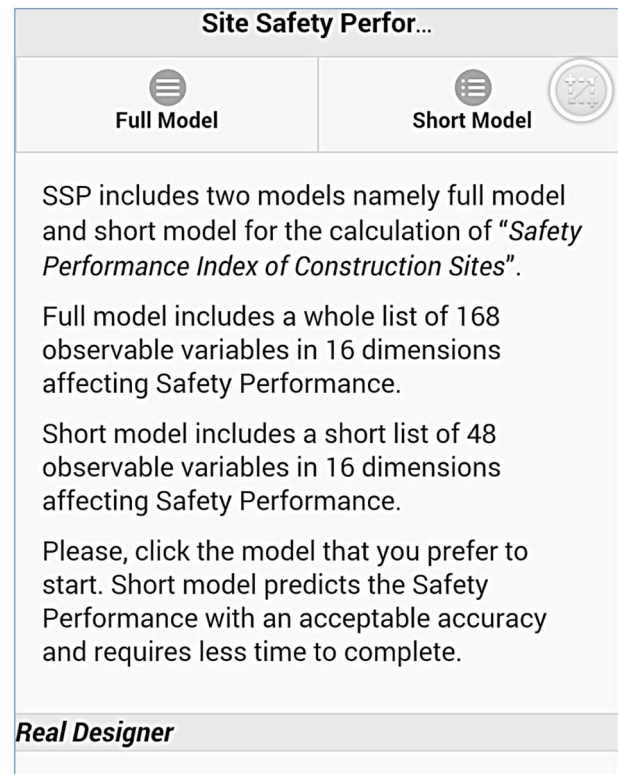 Site Safety Perfor...
Full Model
Short Model
SSP includes two models namely full model
and short model for the calculation of “Safety
Performance Index of Construction Sites”.
Full model includes a whole list of 168
observable variables in 16 dimensions
affecting Safety Performance.
Short model includes a short list of 48
observable variables in 16 dimensions
affecting Safety Performance.
Please, click the model that you prefer to
start. Short model predicts the Safety
Performance with an acceptable accuracy
and requires less time to complete.
Real Designer